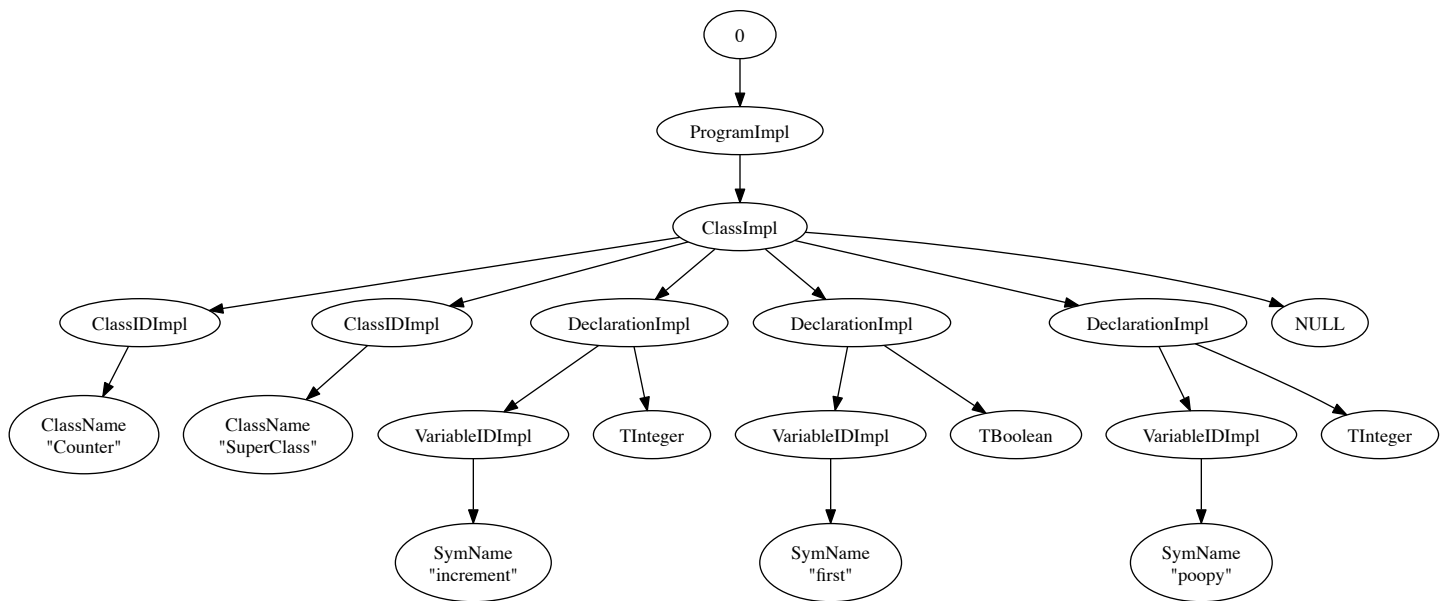 0
ProgramImpl
ClassImpl
ClassIDImpl
ClassIDImpl
DeclarationImpl
DeclarationImpl
DeclarationImpl
NULL
ClassName
"Counter"
ClassName
"SuperClass"
VariableIDImpl
TInteger
VariableIDImpl
TBoolean
VariableIDImpl
TInteger
SymName
"increment"
SymName
"first"
SymName
"poopy"